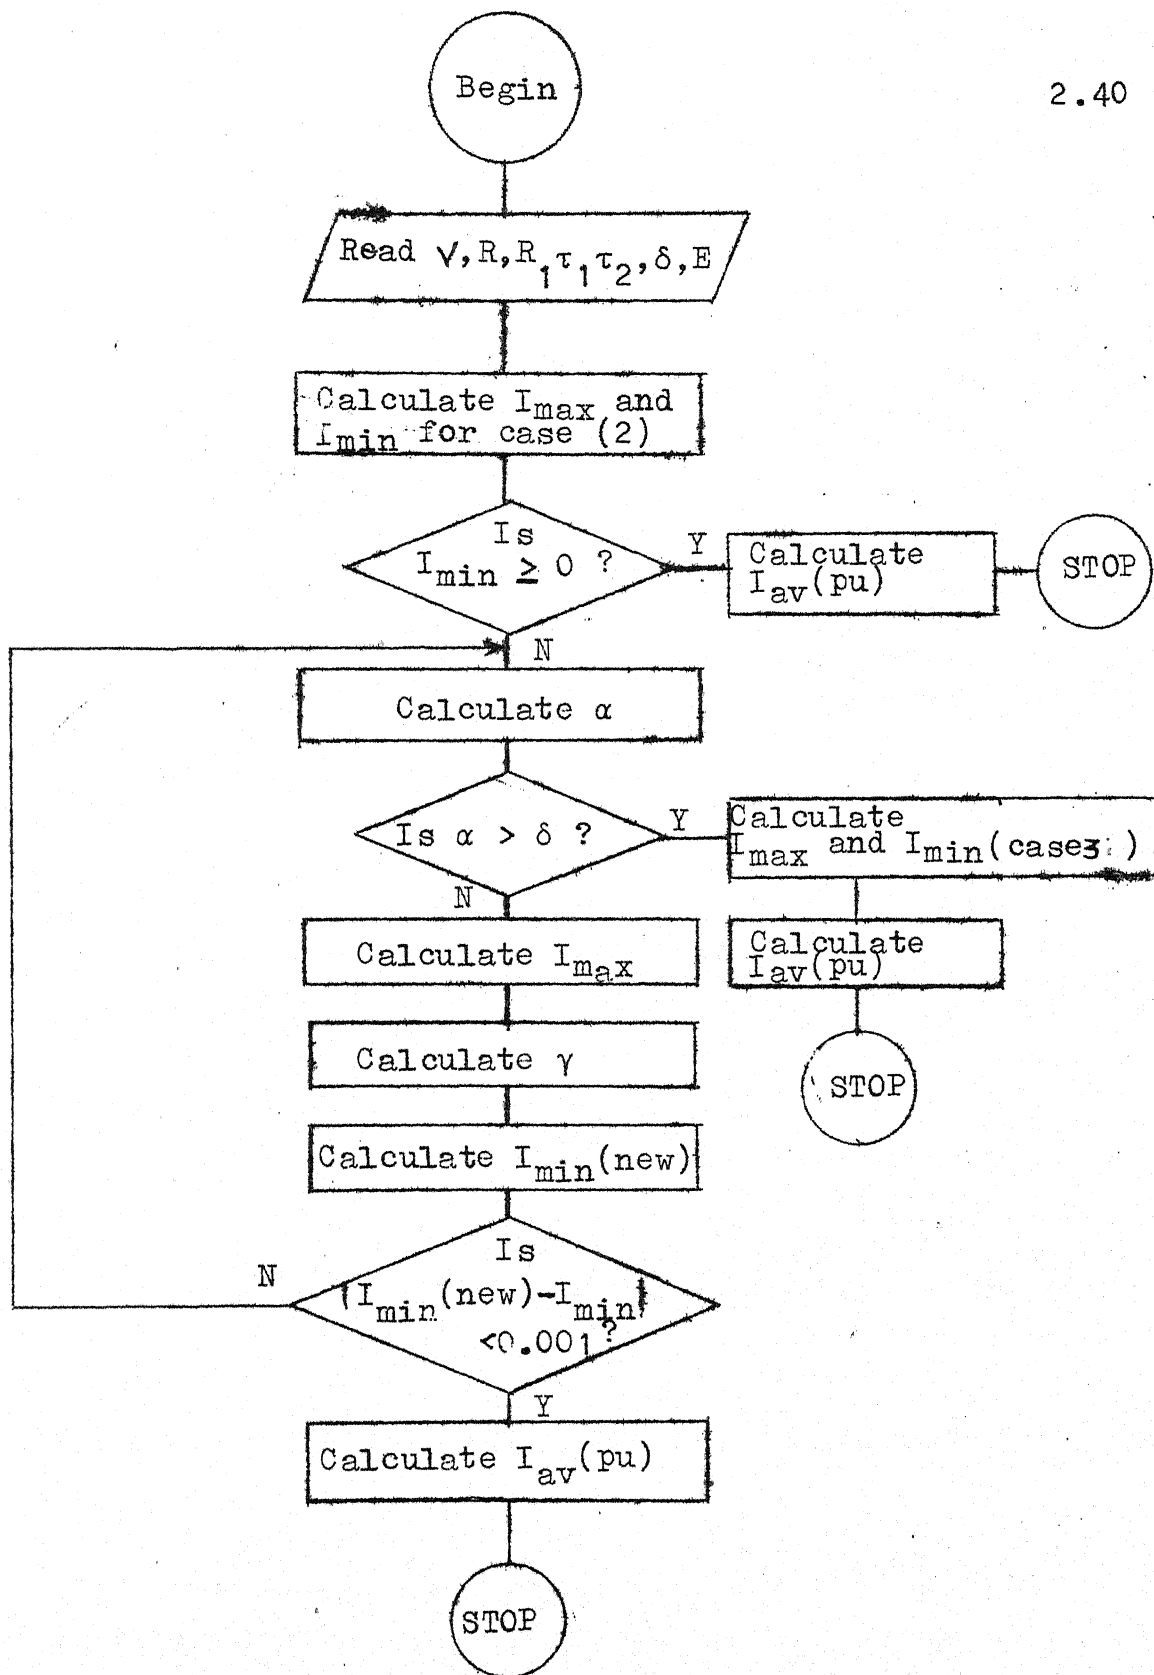 Begin
2.40
Read V,R,R₁τ₁τ₂,δ,E
Calculate Imax and
Imin for case (2)
Is
Imin ≥ 0 ?
Y
Calculate
Iav(pu)
STOP
N
Calculate α
Is α > δ ?
Y
Calculate
Imax and Imin(case3 )
N
Calculate Imax
Calculate
Iav(pu)
Calculate γ
STOP
Calculate Imin(new)
Is
|Imin(new)-Imin|
<0.001?
N
Y
Calculate Iav(pu)
STOP